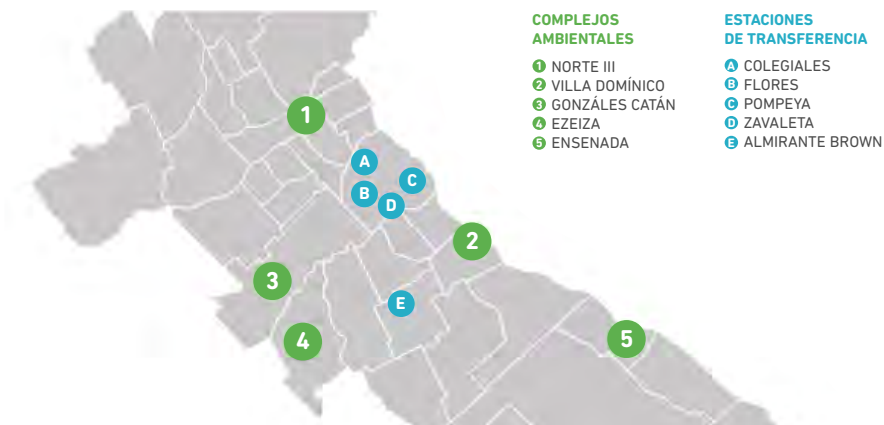 COMPLEJOS
AMBIENTALES
1 NORTE III
2 VILLA DOMÍNICO
3 GONZÁLES CATÁN
4 EZEIZA
5 ENSENADA
ESTACIONES
DE TRANSFERENCIA
A COLEGIALES
B FLORES
C POMPEYA
D ZAVALETA
E ALMIRANTE BROWN
1
A
C
B
D
2
3
E
4
5